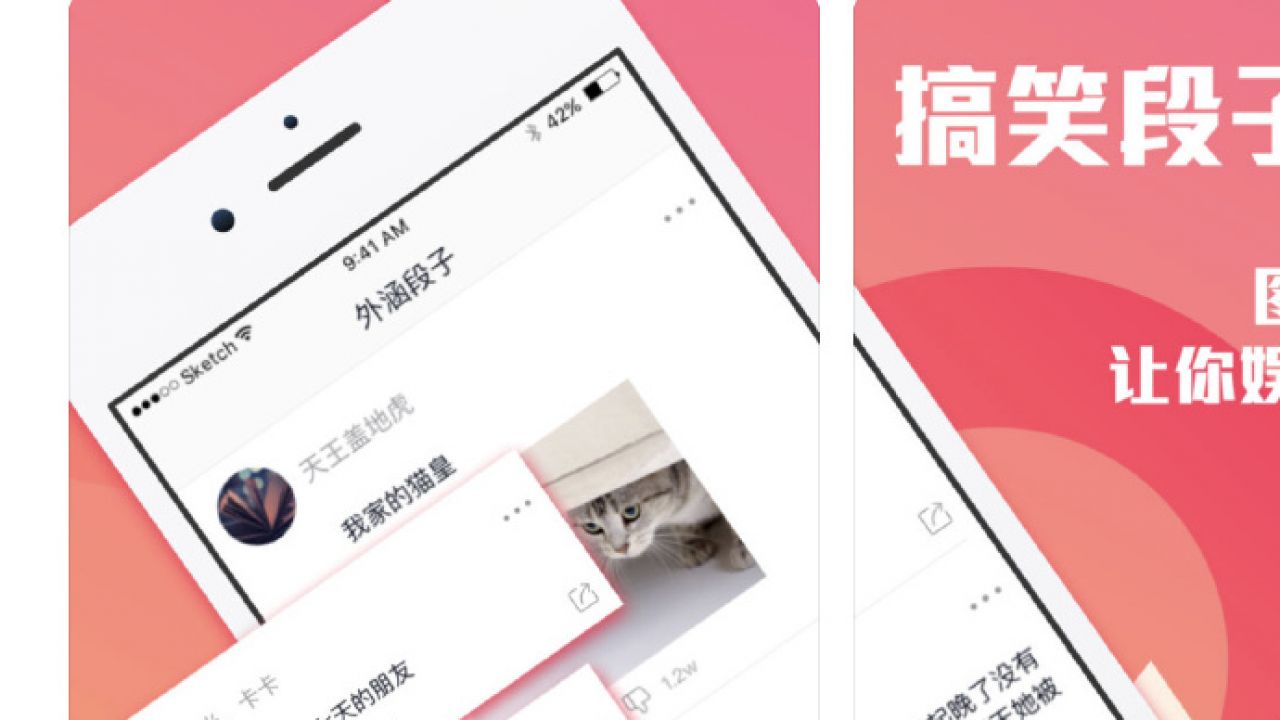 ●●●○○ Sketch
9:41 AM
42%
外涵段子
天王盖地虎
我家的猫皇
卡卡
天的朋友
1.2w
搞笑段子
让你娱
起晚了没有
天她被